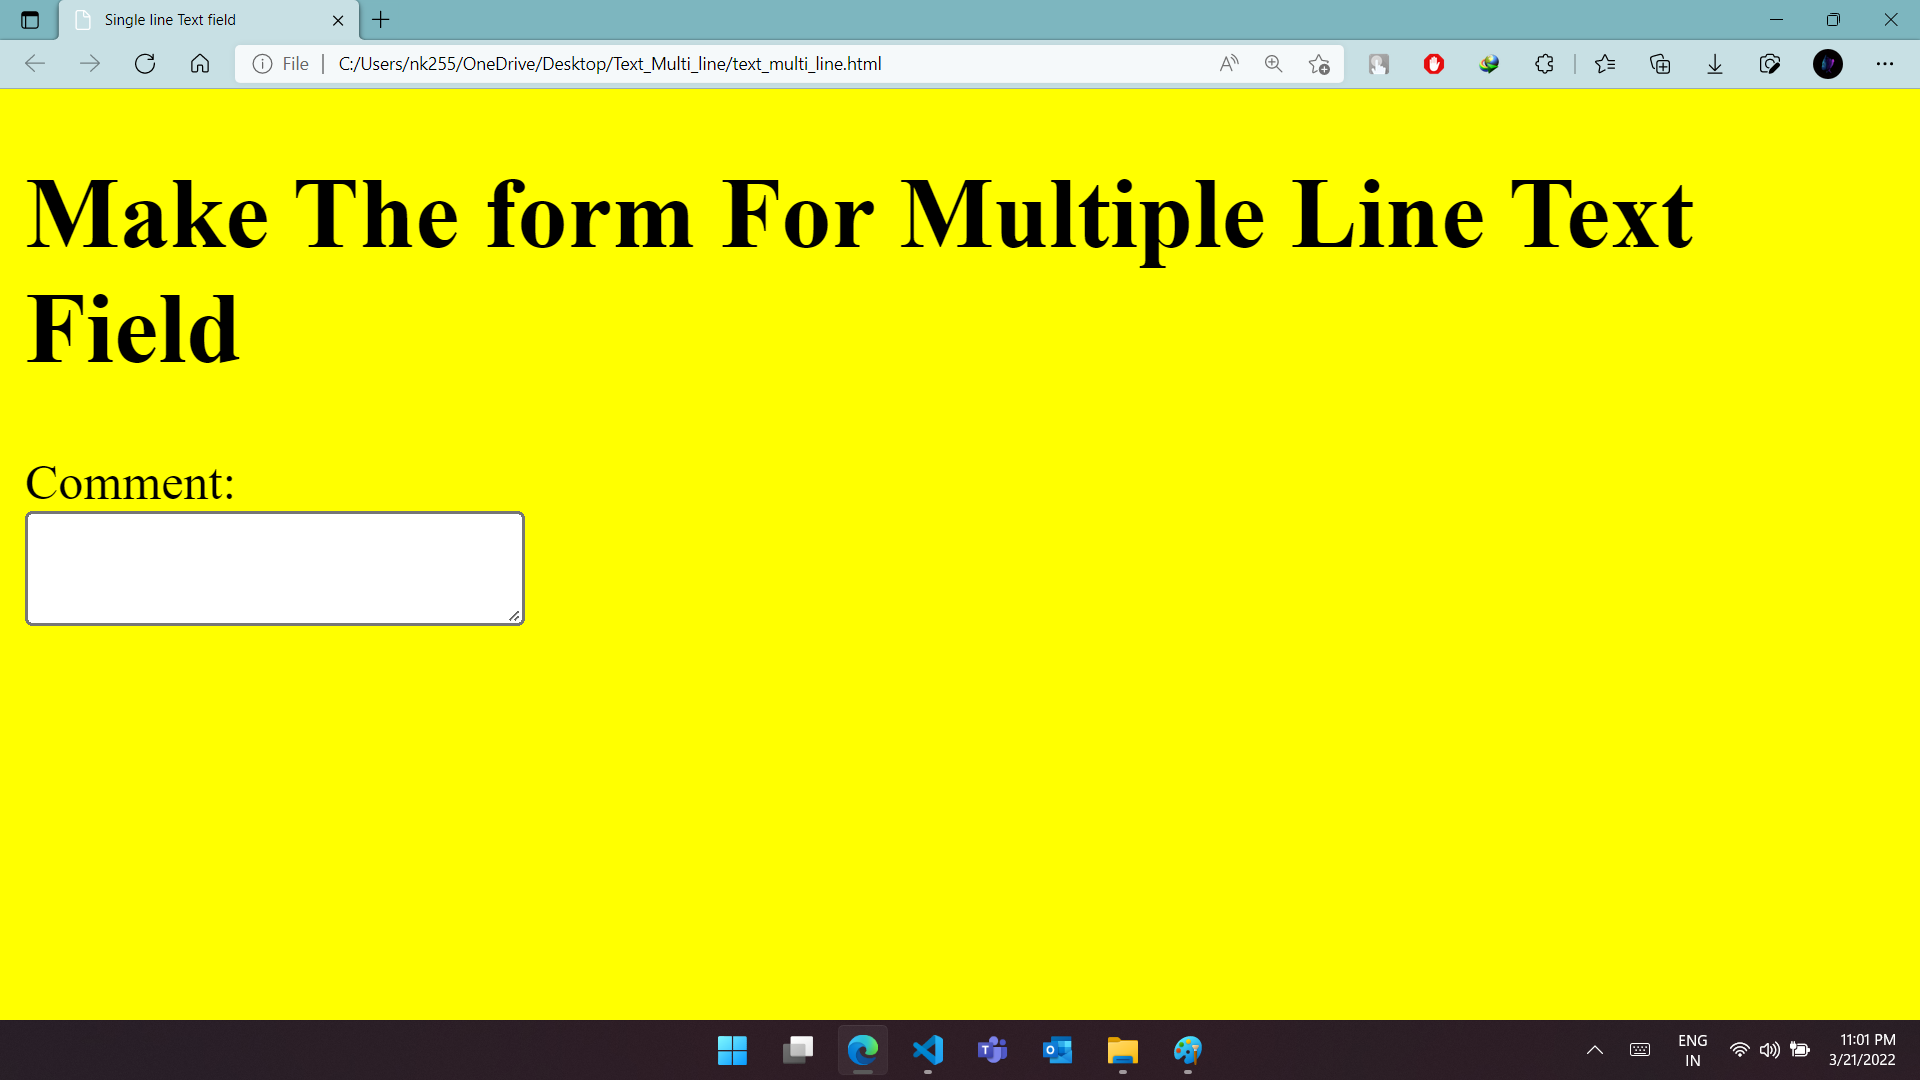 Single line Text field
File
C:/Users/nk255/OneDrive/Desktop/Text_Multi_line/text_multi_line.html
Make The form For Multiple Line Text
Field
Comment:
ENG
IN
11:01 PM
3/21/2022